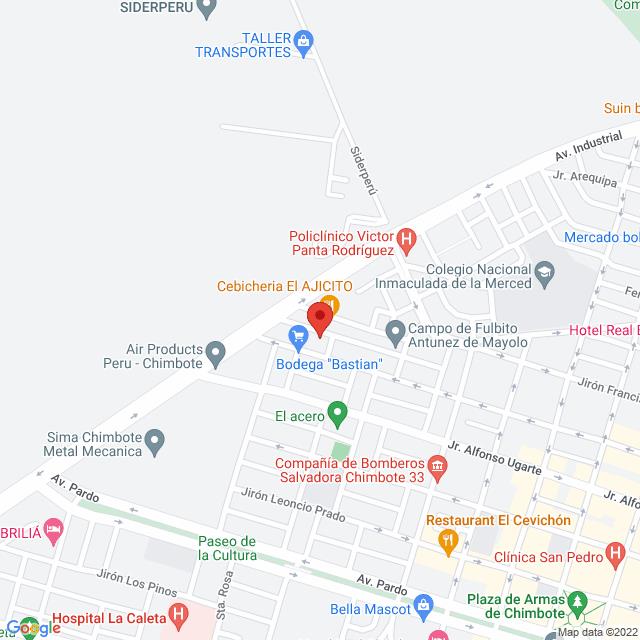 SIDERPERU
Com
TALLER
TRANSPORTES
Suin b
Siderperú
Av. Industrial
Jr. Arequipa
Policlínico Victor
Panta Rodríguez
Mercado bol
Colegio Nacional
Inmaculada de la Merced
Cebicheria El AJICITO
Fer
Campo de Fulbito
Antunez de Mayolo
Hotel Real E
Air Products
Peru - Chimbote
Bodega "Bastian"
Jirón Franci
El acero
Sima Chimbote
Metal Mecanica
Jr. Alfonso Ugarte
Compañía de Bomberos
Salvadora Chimbote 33
Av. Pardo
Jirón Leoncio Prado
Jr. Alfo
BRILIÁ
Paseo de
la Cultura
Restaurant El Cevichón
Clínica San Pedro
Jirón Los Pinos
Sta. Rosa
Av. Pardo
Plaza de Armas
de Chimbote
Hospital La Caleta
Bella Mascot
Google
Map data ©2022